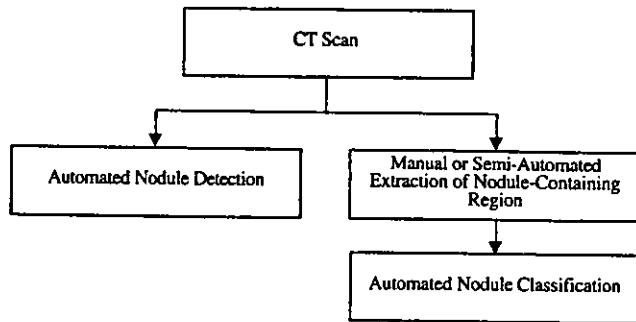 CT Scan
Automated Nodule Detection
Manual or Semi-Automated
Extraction of Nodule-Containing
Region
Automated Nodule Classification